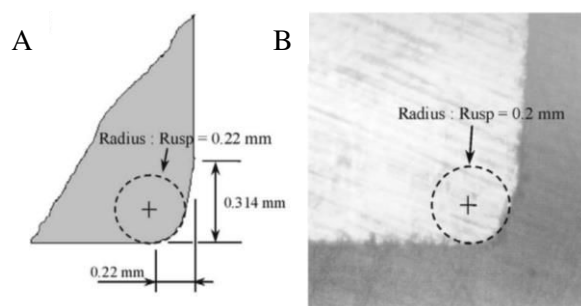 A
Radius : Rusp = 0.22 mm
0.314 mm
0.22 mm
B
Radius : Rusp = 0.2 mm